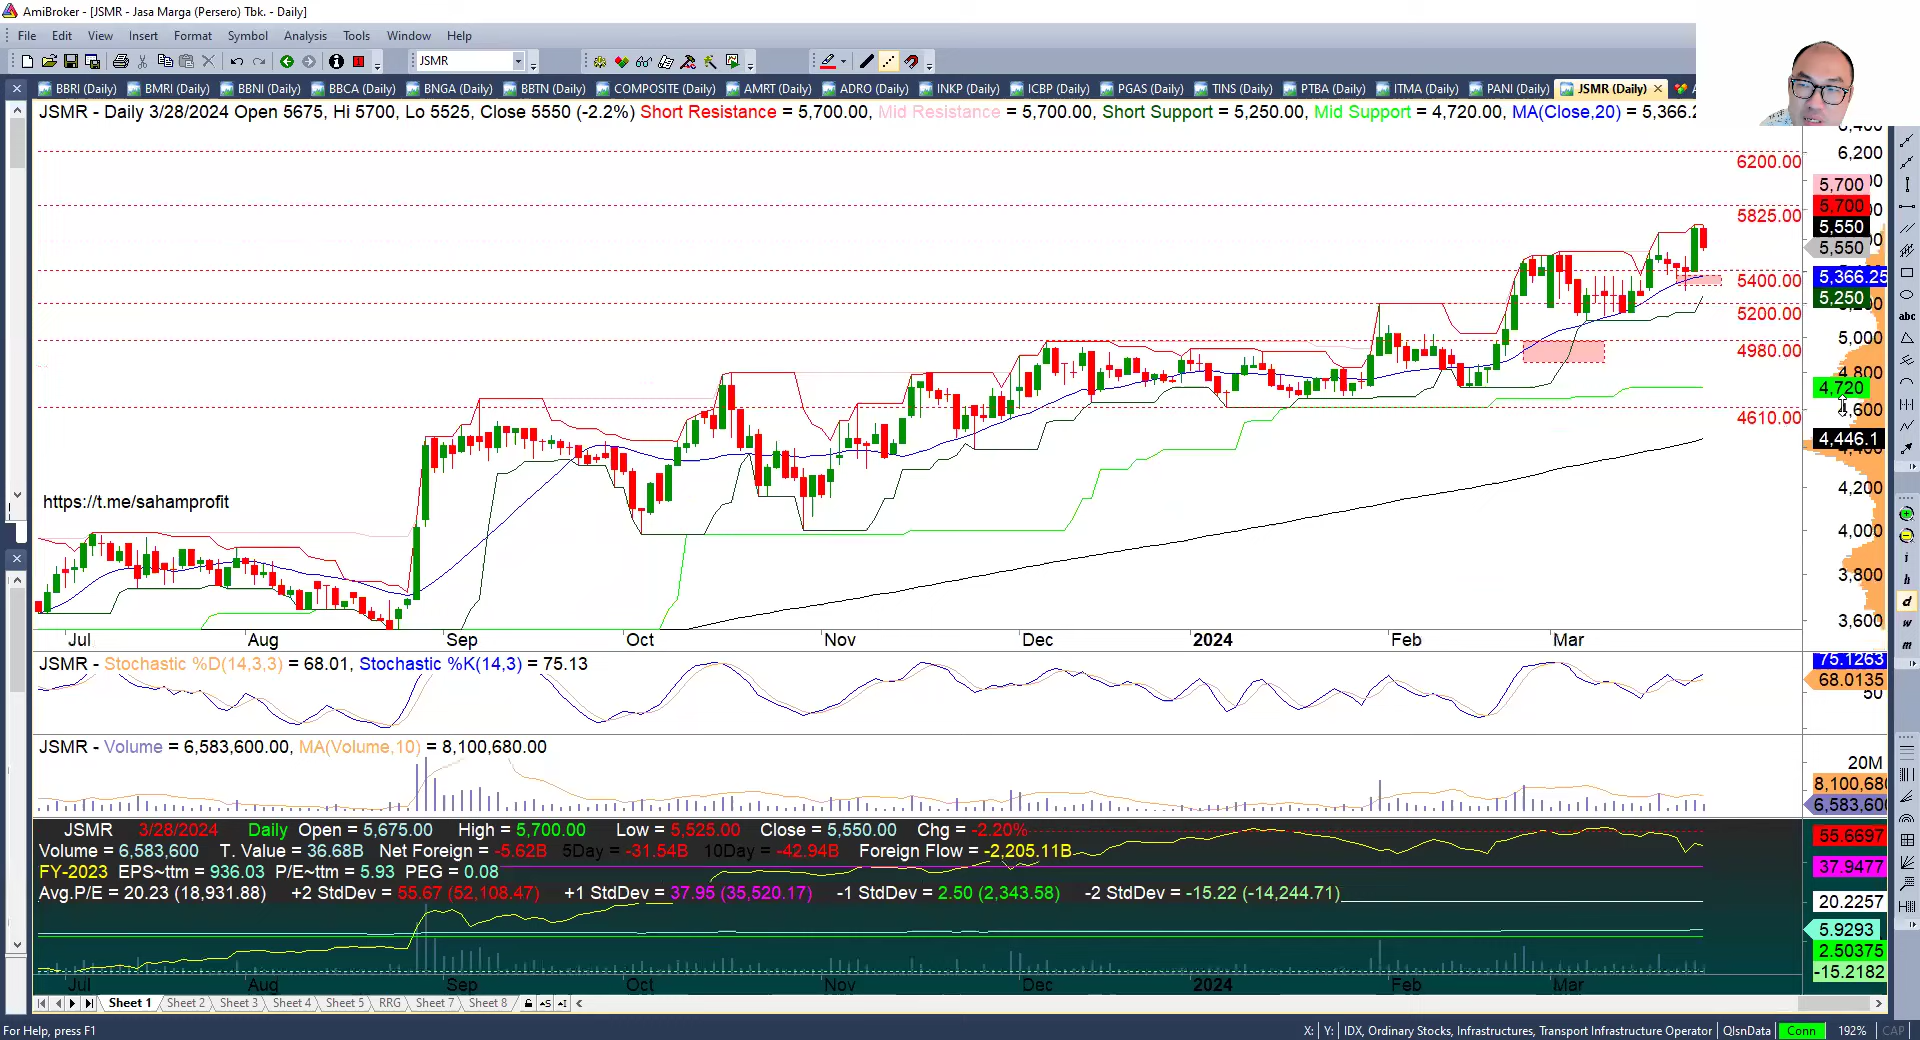 AmiBroker - [JSMR - Jasa Marga (Persero) Tbk. - Daily]
File Edit View Insert Format Symbol Analysis Tools Window Help
JSMR
BBRI (Daily) BMRI (Daily) BBNI (Daily) BBCA (Daily) BNGA (Daily) BBTN (Daily) COMPOSITE (Daily) AMRT (Daily) ADRO (Daily) INKP (Daily) ICBP (Daily) PGAS (Daily) TINS (Daily) PTBA (Daily) ITMA (Daily) PANI (Daily) JSMR (Daily)
JSMR - Daily 3/28/2024 Open 5675, Hi 5700, Lo 5525, Close 5550 (-2.2%) Short Resistance = 5,700.00, Mid Resistance = 5,700.00, Short Support = 5,250.00, Mid Support = 4,720.00, MA(Close,20) = 5,366.2
6,200
6200.00
5,700
5,700
5825.00
5,550
5,550
5,366.25
5400.00
5,250
5200.00
5,000
4980.00
4,800
4,720
4610.00
4,446.1
4,200
4,000
3,800
3,600
abc
https://t.me/sahamprofit
Jul Aug Sep Oct Nov Dec 2024 Feb Mar
JSMR - Stochastic %D(14,3,3) = 68.01, Stochastic %K(14,3) = 75.13
75.1263
68.0135
50
JSMR - Volume = 6,583,600.00, MA(Volume,10) = 8,100,680.00
20M
8,100,680
6,583,600
JSMR 3/28/2024 Daily Open = 5,675.00 High = 5,700.00 Low = 5,525.00 Close = 5,550.00 Chg = -2.20%
Volume = 6,583,600 T. Value = 36.68B Net Foreign = -5.62B 5Day = -31.54B 10Day = -42.94B Foreign Flow = -2,205.11B
FY-2023 EPS~ttm = 936.03 P/E~ttm = 5.93 PEG = 0.08
Avg.P/E = 20.23 (18,931.88) +2 StdDev = 55.67 (52,108.47) +1 StdDev = 37.95 (35,520.17) -1 StdDev = 2.50 (2,343.58) -2 StdDev = -15.22 (-14,244.71)
55.6697
37.9477
20.2257
5.9293
2.50375
-15.2182
Jul Aug Sep Oct Nov Dec 2024 Feb Mar
Sheet 1 Sheet 2 Sheet 3 Sheet 4 Sheet 5 RRG Sheet 7 Sheet 8
For Help, press F1
X: Y: IDX, Ordinary Stocks, Infrastructures, Transport Infrastructure Operator QlsnData Conn 192% CAP